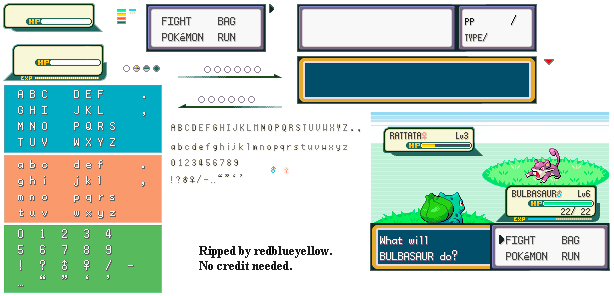 HP
HP
EXP
FIGHT BAG
POKéMON RUN
PP /
TYPE/
A B C D E F .
G H I J K L ,
M N O P Q R S
T U V W X Y Z
a b c d e f .
g h i j k l ,
m n o p q r s
t u v w x y z
0 1 2 3 4
5 6 7 8 9
! ? ♂ ♀ / -
… “ ” ‘ ’
ABCDEFGHIJKLMNOPQRSTUVWXYZ.,
abcdefghijklmnopqrstuvwxyz
0123456789
!?♂♀/-…“”‘’
♂ ♀
RATTATA♀ Lv3
HP
BULBASAUR♂ Lv6
HP
22/ 22
EXP
What will
BULBASAUR do?
FIGHT BAG
POKéMON RUN
Ripped by redblueyellow.
No credit needed.